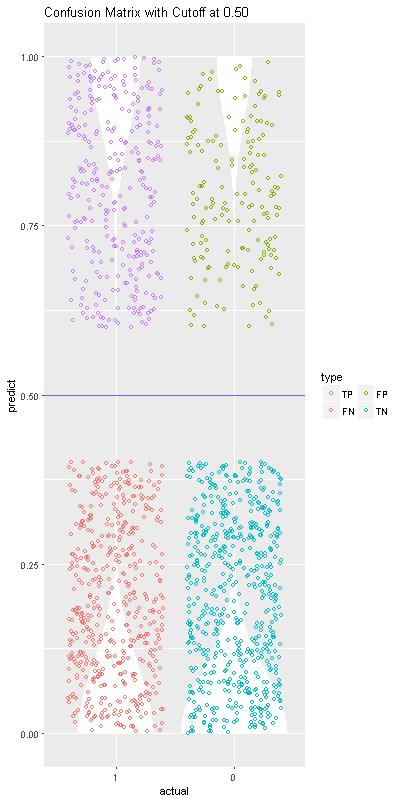 Confusion Matrix with Cutoff at 0.50
1.00
0.75
0.50
0.25
0.00
predict
1
0
actual
type
TP FP
FN TN